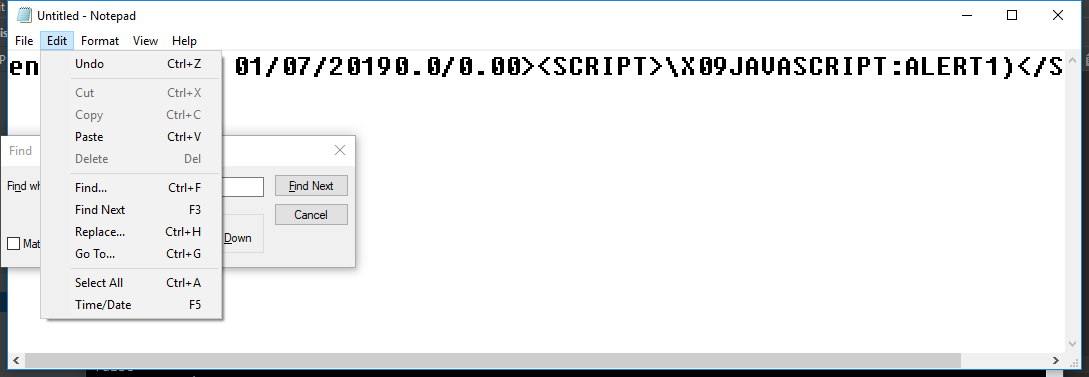 Untitled - Notepad
File Edit Format View Help
en 01/07/20190.0/0.00><SCRIPT>\X09JAVASCRIPT:ALERT1)</S
Undo Ctrl+Z
Cut Ctrl+X
Copy Ctrl+C
Paste Ctrl+V
Delete Del
Find... Ctrl+F
Find Next F3
Replace... Ctrl+H
Go To... Ctrl+G
Select All Ctrl+A
Time/Date F5
Find
Find wh
Find Next
Cancel
Mat
Down